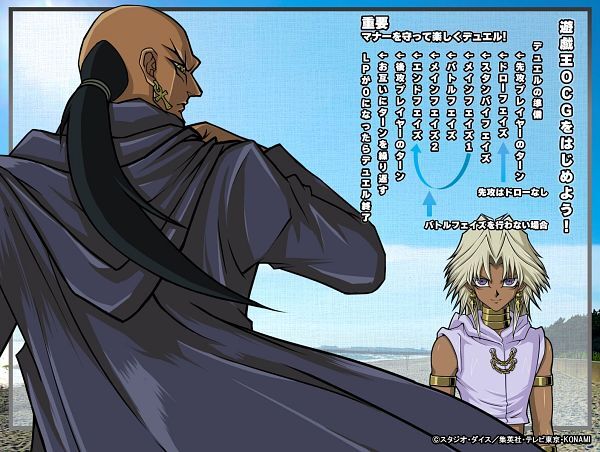 遊戯王OCGをはじめよう！
デュエルの準備
←先攻プレイヤーのターン
←ドローフェイズ
←スタンバイフェイズ
←メインフェイズ1
←バトルフェイズ
←メインフェイズ2
←エンドフェイズ
←後攻プレイヤーのターン
←お互いにターンを繰り返す
LPが0になったらデュエル終了
先攻はドローなし
バトルフェイズを行わない場合
重要
マナーを守って楽しくデュエル！
©スタジオ・ダイス／集英社・テレビ東京・KONAMI